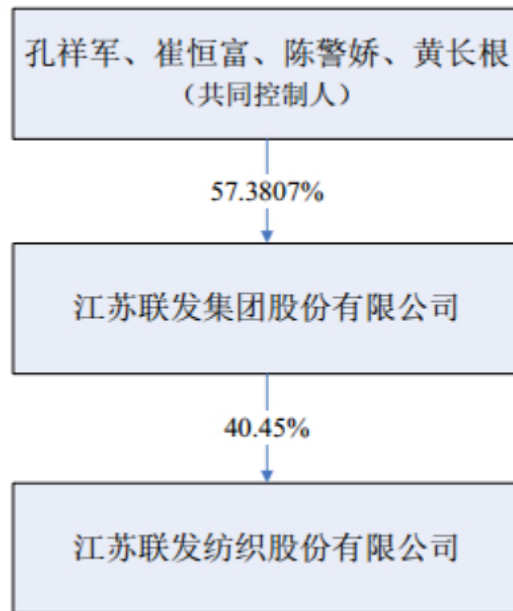 孔祥军、崔恒富、陈警娇、黄长根
（共同控制人）
57.3807%
江苏联发集团股份有限公司
40.45%
江苏联发纺织股份有限公司